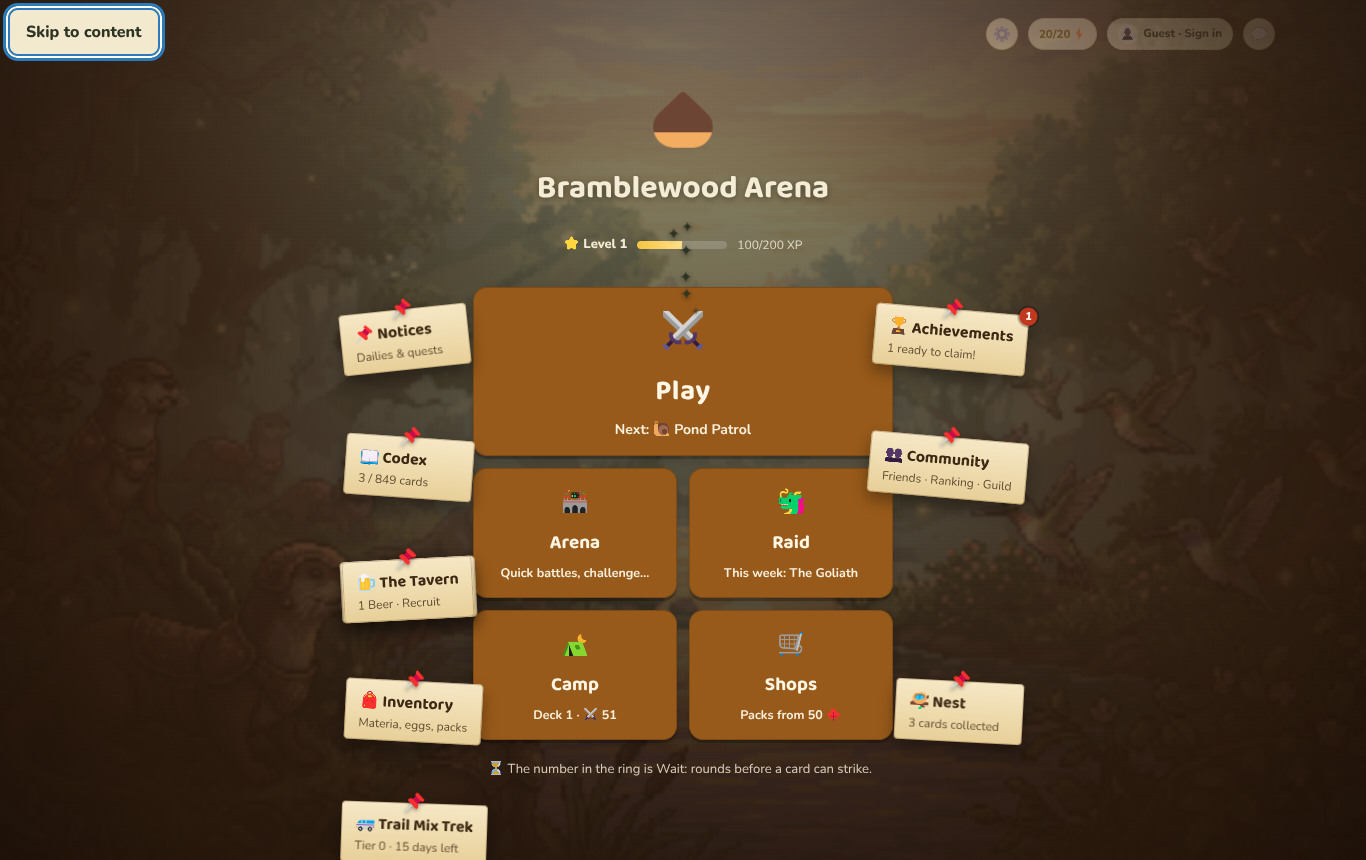 Skip to content
20/20
Guest · Sign in
Bramblewood Arena
Level 1
100/200 XP
Notices
Dailies & quests
Play
Next: Pond Patrol
Achievements
1 ready to claim!
1
Codex
3 / 849 cards
Community
Friends · Ranking · Guild
Arena
Quick battles, challenge...
Raid
This week: The Goliath
The Tavern
1 Beer · Recruit
Camp
Deck 1 · 51
Shops
Packs from 50
Inventory
Materia, eggs, packs
Nest
3 cards collected
The number in the ring is Wait: rounds before a card can strike.
Trail Mix Trek
Tier 0 · 15 days left